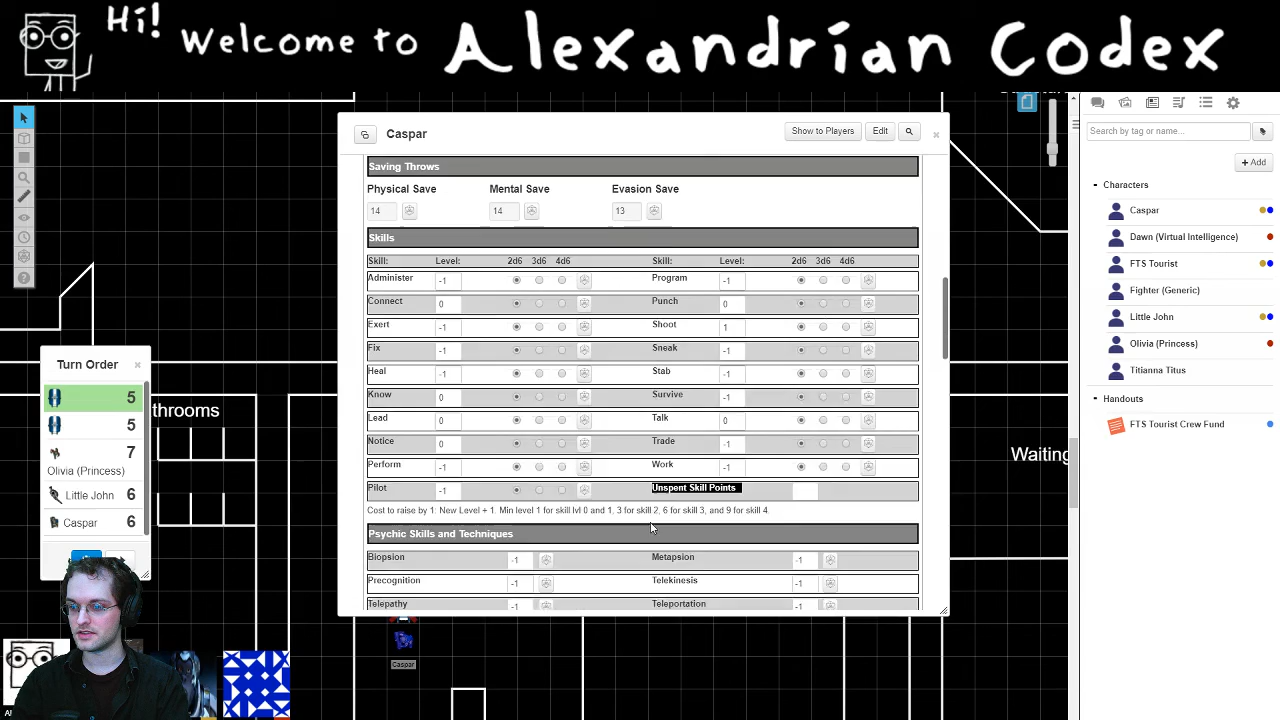 Hi! Welcome to Alexandrian Codex
Caspar
Show to Players
Edit
Saving Throws
Physical Save Mental Save Evasion Save
14 14 13
Skills
Skill: Level: 2d6 3d6 4d6 Skill: Level: 2d6 3d6 4d6
Administer -1 Program -1
Connect 0 Punch 0
Exert -1 Shoot 1
Fix -1 Sneak -1
Heal -1 Stab -1
Know 0 Survive -1
Lead 0 Talk 0
Notice 0 Trade -1
Perform -1 Work -1
Pilot -1 Unspent Skill Points
Cost to raise by 1: New Level + 1. Min level 1 for skill lvl 0 and 1, 3 for skill 2, 6 for skill 3, and 9 for skill 4.
Psychic Skills and Techniques
Biopsion -1 Metapsion -1
Precognition -1 Telekinesis -1
Telepathy -1 Teleportation -1
Turn Order
5
5
7
Olivia (Princess)
Little John 6
Caspar 6
throoms
Waiting
Caspar
AI
Search by tag or name...
+ Add
Characters
Caspar
Dawn (Virtual Intelligence)
FTS Tourist
Fighter (Generic)
Little John
Olivia (Princess)
Titianna Titus
Handouts
FTS Tourist Crew Fund